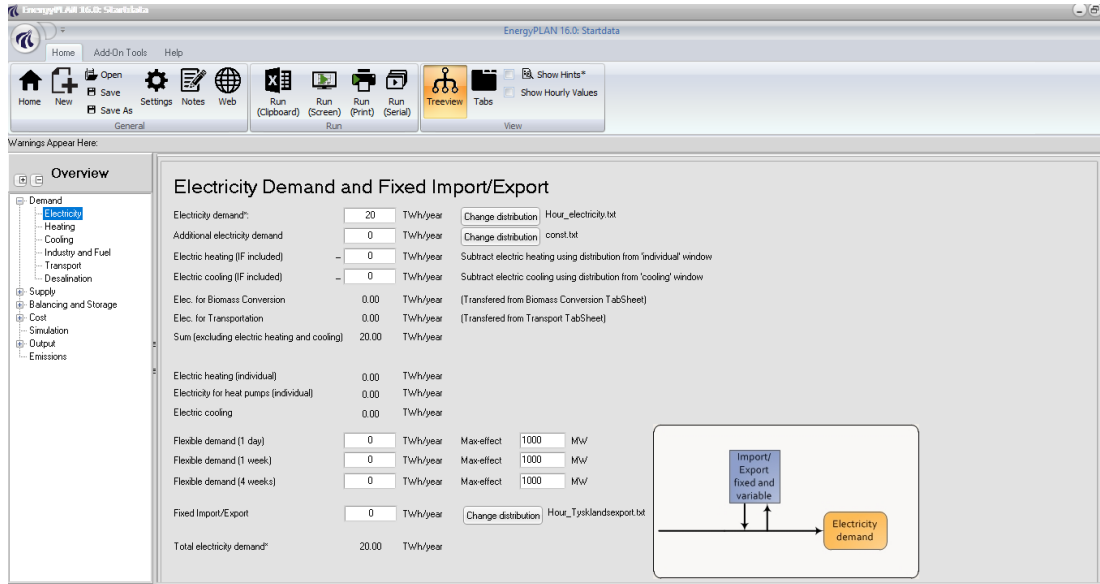 EnergyPLAN 16.0: Startdata
EnergyPLAN 16.0: Startdata
Home Add-On Tools Help
Home New Open Save Save As Settings Notes Web
General
Run (Clipboard) Run (Screen) Run (Print) Run (Serial)
Run
Treeview Tabs Show Hints* Show Hourly Values
View
Warnings Appear Here:
Overview
Demand
Electricity
Heating
Cooling
Industry and Fuel
Transport
Desalination
Supply
Balancing and Storage
Cost
Simulation
Output
Emissions
Electricity Demand and Fixed Import/Export
Electricity demand*: 20 TWh/year Change distribution Hour_electricity.txt
Additional electricity demand 0 TWh/year Change distribution const.txt
Electric heating (IF included) − 0 TWh/year Subtract electric heating using distribution from 'individual' window
Electric cooling (IF included) − 0 TWh/year Subtract electric cooling using distribution from 'cooling' window
Elec. for Biomass Conversion 0.00 TWh/year (Transfered from Biomass Conversion TabSheet)
Elec. for Transportation 0.00 TWh/year (Transfered from Transport TabSheet)
Sum (excluding electric heating and cooling) 20.00 TWh/year
Electric heating (individual) 0.00 TWh/year
Electricity for heat pumps (individual) 0.00 TWh/year
Electric cooling 0.00 TWh/year
Flexible demand (1 day) 0 TWh/year Max-effect 1000 MW
Flexible demand (1 week) 0 TWh/year Max-effect 1000 MW
Flexible demand (4 weeks) 0 TWh/year Max-effect 1000 MW
Fixed Import/Export 0 TWh/year Change distribution Hour_Tysklandsexport.txt
Total electricity demand* 20.00 TWh/year
Import/
Export
fixed and
variable
Electricity
demand